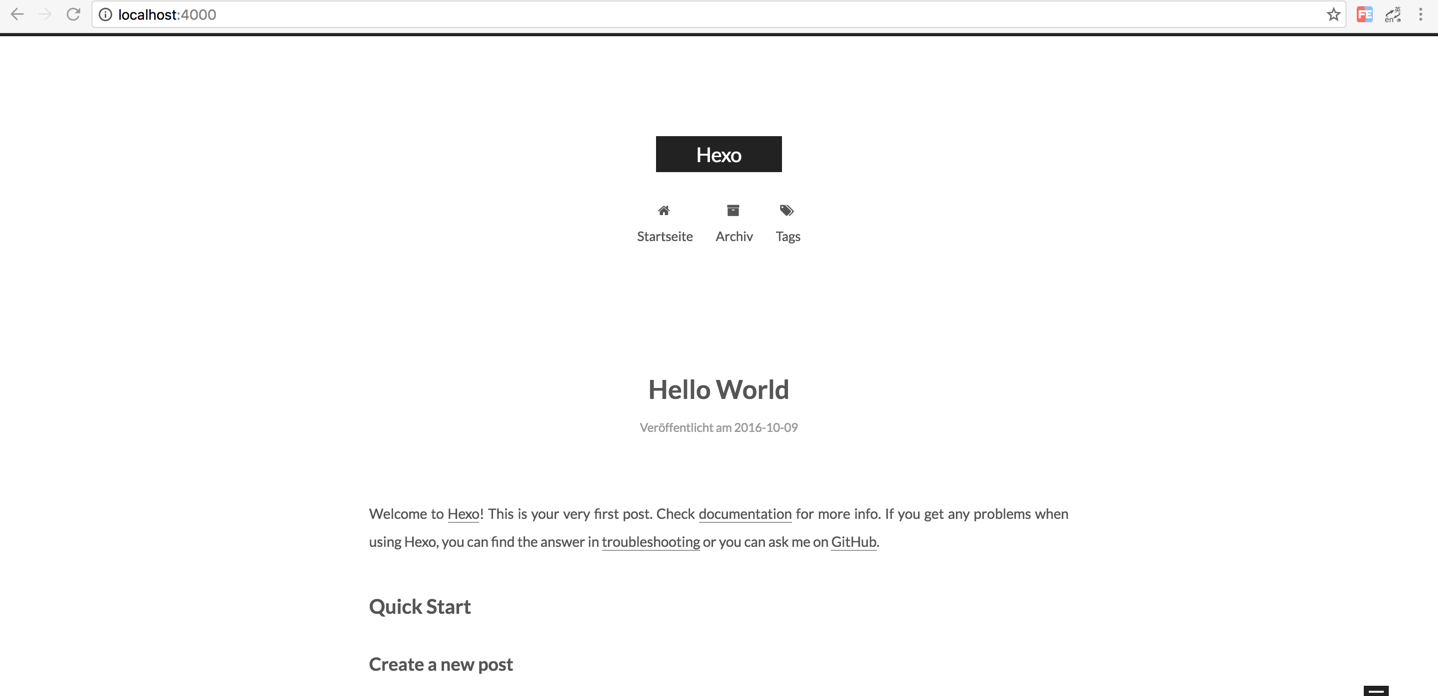 localhost:4000
Hexo
Startseite Archiv Tags
Hello World
Veröffentlicht am 2016-10-09
Welcome to Hexo! This is your very first post. Check documentation for more info. If you get any problems when
using Hexo, you can find the answer in troubleshooting or you can ask me on GitHub.
Quick Start
Create a new post